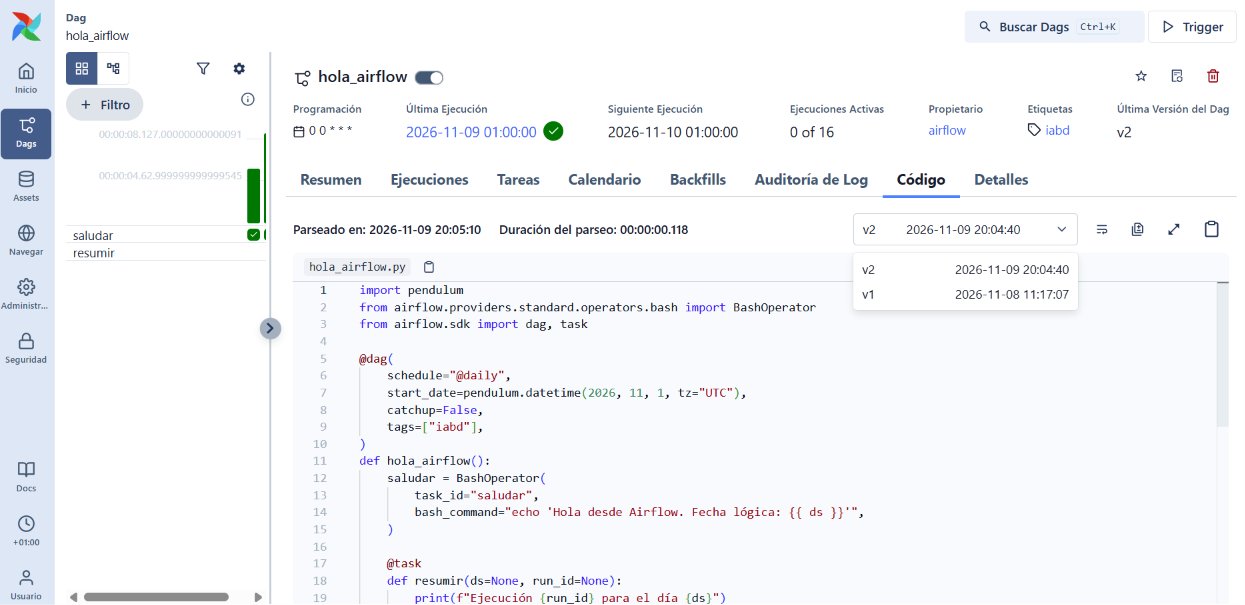 Dag
hola_airflow
Buscar Dags Ctrl+K
Trigger
Inicio
Dags
Assets
Navegar
Administr...
Seguridad
Docs
+01:00
Usuario
Filtro
00:00:08.127.00000000000091
00:00:04.62.999999999999545
saludar
resumir
hola_airflow
Programación Última Ejecución Siguiente Ejecución Ejecuciones Activas Propietario Etiquetas Última Versión del Dag
0 0 * * * 2026-11-09 01:00:00 2026-11-10 01:00:00 0 of 16 airflow iabd v2
Resumen Ejecuciones Tareas Calendario Backfills Auditoría de Log Código Detalles
Parseado en: 2026-11-09 20:05:10 Duración del parseo: 00:00:00.118
v2 2026-11-09 20:04:40
v2 2026-11-09 20:04:40
v1 2026-11-08 11:17:07
hola_airflow.py
1 import pendulum
2 from airflow.providers.standard.operators.bash import BashOperator
3 from airflow.sdk import dag, task
4
5 @dag(
6     schedule="@daily",
7     start_date=pendulum.datetime(2026, 11, 1, tz="UTC"),
8     catchup=False,
9     tags=["iabd"],
10 )
11 def hola_airflow():
12     saludar = BashOperator(
13         task_id="saludar",
14         bash_command="echo 'Hola desde Airflow. Fecha lógica: {{ ds }}'",
15     )
16
17     @task
18     def resumir(ds=None, run_id=None):
19         print(f"Ejecución {run_id} para el día {ds}")